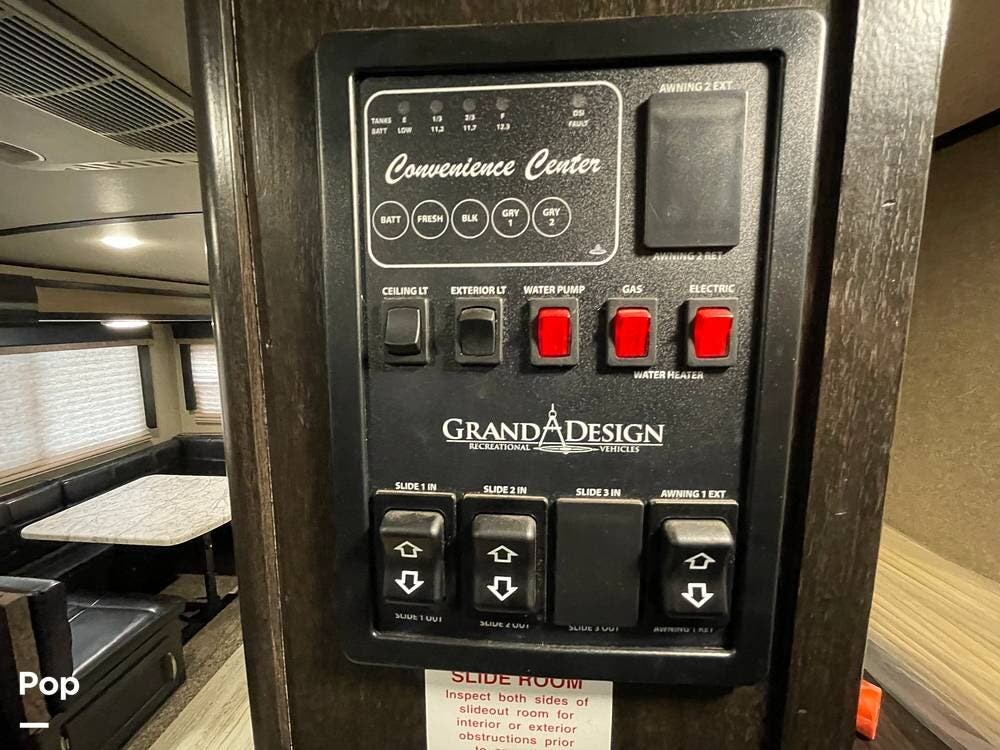 AWNING 2 EXT
TANKS E 1/3 2/3 F DSI
BATT LOW 11.2 11.7 12.3 FAULT
Convenience Center
BATT FRESH BLK GRY 1 GRY 2
AWNING 2 RET
CEILING LT EXTERIOR LT WATER PUMP GAS ELECTRIC
WATER HEATER
GRAND DESIGN
RECREATIONAL VEHICLES
SLIDE 1 IN SLIDE 2 IN SLIDE 3 IN AWNING 1 EXT
SLIDE 1 OUT SLIDE 2 OUT SLIDE 3 OUT AWNING 1 RET
SLIDE ROOM
Inspect both sides of
slideout room for
interior or exterior
obstructions prior
Pop